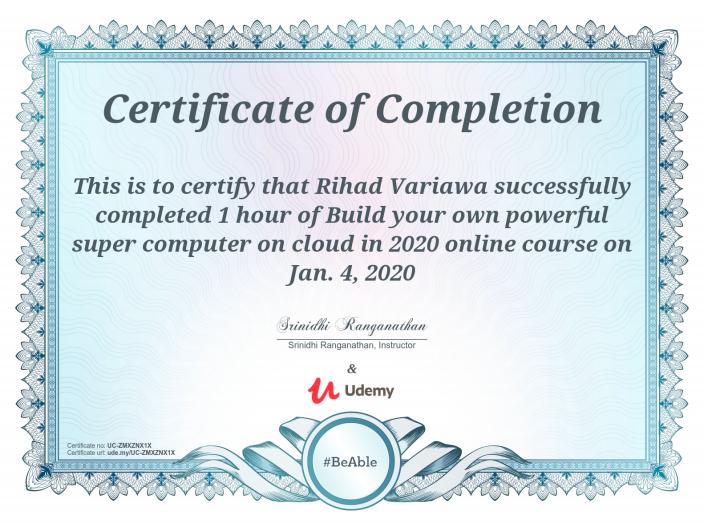 Certificate of Completion
This is to certify that Rihad Variawa successfully
completed 1 hour of Build your own powerful
super computer on cloud in 2020 online course on
Jan. 4, 2020
Srinidhi Ranganathan
Srinidhi Ranganathan, Instructor
&
Udemy
Certificate no: UC-ZMXZNX1X
Certificate url: ude.my/UC-ZMXZNX1X
#BeAble